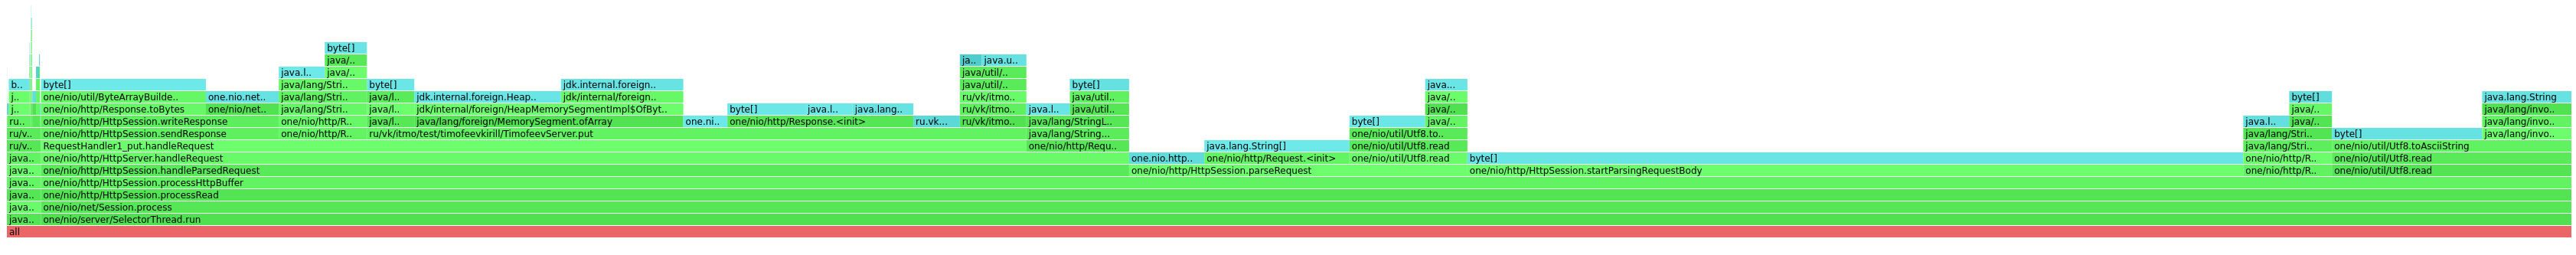 byte[]
java/..
ja.. java.u..
java.l.. java/.. java/util/..
b.. byte[] java/lang/Stri.. byte[] jdk.internal.foreign.. java/util/.. byte[] java... java.lang.String
j.. one/nio/util/ByteArrayBuilde.. one.nio.net.. java/lang/Stri.. java/l.. jdk.internal.foreign.Heap.. jdk/internal/foreign.. ru/vk/itmo.. java/util.. java/.. byte[] java.lang.String
j.. one/nio/http/Response.toBytes one/nio/net.. java/lang/Stri.. java/l.. jdk/internal/foreign/HeapMemorySegmentImpl$OfByt.. byte[] java.l.. java.lang.. ru/vk/itmo.. java.l.. java/util.. java/.. java/.. java/lang/invo..
ru.. one/nio/http/HttpSession.writeResponse one/nio/http/R.. java/l.. java/lang/foreign/MemorySegment.ofArray one.ni.. one/nio/http/Response.<init> ru.vk... ru/vk/itmo.. java/lang/StringL.. byte[] java/.. java.l.. java/.. java/lang/invo..
ru/v.. one/nio/http/HttpSession.sendResponse one/nio/http/R.. ru/vk/itmo/test/timofeevkirill/TimofeevServer.put java/lang/String... one/nio/util/Utf8.to.. java/lang/Stri.. byte[] java/lang/invo..
ru/v.. RequestHandler1_put.handleRequest one/nio/http/Requ.. java.lang.String[] one/nio/util/Utf8.read java/lang/Stri.. one/nio/util/Utf8.toAsciiString
java.. one/nio/http/HttpServer.handleRequest one.nio.http.. one/nio/http/Request.<init> one/nio/util/Utf8.read byte[] one/nio/http/R.. one/nio/util/Utf8.read
java.. one/nio/http/HttpSession.handleParsedRequest one/nio/http/HttpSession.parseRequest one/nio/http/HttpSession.startParsingRequestBody one/nio/http/R.. one/nio/util/Utf8.read
java.. one/nio/http/HttpSession.processHttpBuffer
java.. one/nio/http/HttpSession.processRead
java.. one/nio/net/Session.process
java.. one/nio/server/SelectorThread.run
all